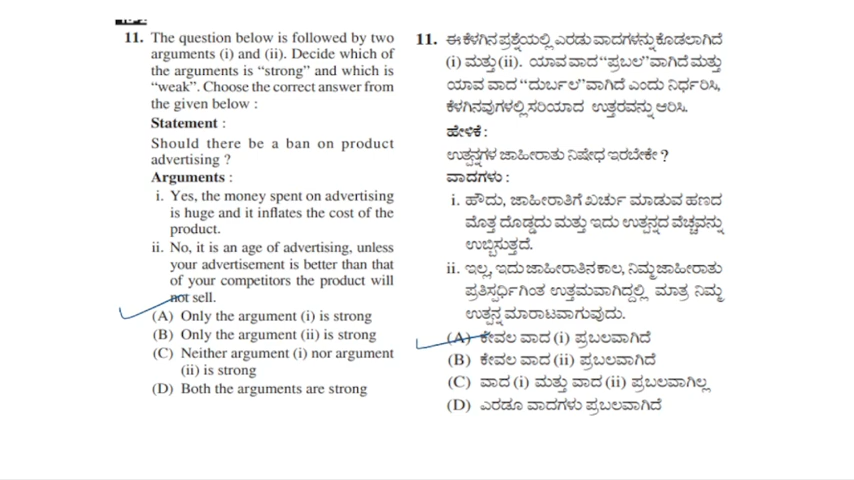 11. The question below is followed by two
arguments (i) and (ii). Decide which of
the arguments is “strong” and which is
“weak”. Choose the correct answer from
the given below :
Statement :
Should there be a ban on product
advertising ?
Arguments :
i. Yes, the money spent on advertising
is huge and it inflates the cost of the
product.
ii. No, it is an age of advertising, unless
your advertisement is better than that
of your competitors the product will
not sell.
(A) Only the argument (i) is strong
(B) Only the argument (ii) is strong
(C) Neither argument (i) nor argument
(ii) is strong
(D) Both the arguments are strong
11. ಈ ಕೆಳಗಿನ ಪ್ರಶ್ನೆಯಲ್ಲಿ ಎರಡು ವಾದಗಳನ್ನು ಕೊಡಲಾಗಿದೆ
(i) ಮತ್ತು (ii). ಯಾವ ವಾದ “ಪ್ರಬಲ” ವಾಗಿದೆ ಮತ್ತು
ಯಾವ ವಾದ “ದುರ್ಬಲ” ವಾಗಿದೆ ಎಂದು ನಿರ್ಧರಿಸಿ,
ಕೆಳಗಿನವುಗಳಲ್ಲಿ ಸರಿಯಾದ ಉತ್ತರವನ್ನು ಆರಿಸಿ.
ಹೇಳಿಕೆ :
ಉತ್ಪನ್ನಗಳ ಜಾಹೀರಾತು ನಿಷೇಧ ಇರಬೇಕೇ ?
ವಾದಗಳು :
i. ಹೌದು, ಜಾಹೀರಾತಿಗೆ ಖರ್ಚು ಮಾಡುವ ಹಣದ
ಮೊತ್ತ ದೊಡ್ಡದು ಮತ್ತು ಇದು ಉತ್ಪನ್ನದ ವೆಚ್ಚವನ್ನು
ಉಬ್ಬಿಸುತ್ತದೆ.
ii. ಇಲ್ಲ, ಇದು ಜಾಹೀರಾತಿನ ಕಾಲ, ನಿಮ್ಮ ಜಾಹೀರಾತು
ಪ್ರತಿಸ್ಪರ್ಧಿಗಿಂತ ಉತ್ತಮವಾಗಿದ್ದಲ್ಲಿ ಮಾತ್ರ ನಿಮ್ಮ
ಉತ್ಪನ್ನ ಮಾರಾಟವಾಗುವುದು.
(A) ಕೇವಲ ವಾದ (i) ಪ್ರಬಲವಾಗಿದೆ
(B) ಕೇವಲ ವಾದ (ii) ಪ್ರಬಲವಾಗಿದೆ
(C) ವಾದ (i) ಮತ್ತು ವಾದ (ii) ಪ್ರಬಲವಾಗಿಲ್ಲ
(D) ಎರಡೂ ವಾದಗಳು ಪ್ರಬಲವಾಗಿದೆ